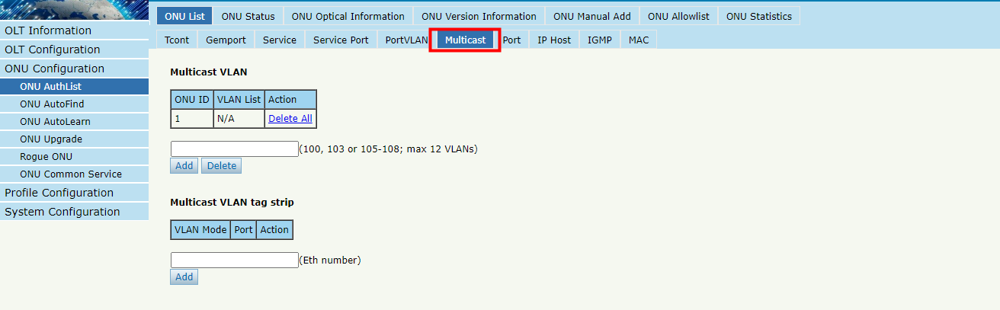 ONU List ONU Status ONU Optical Information ONU Version Information ONU Manual Add ONU Allowlist ONU Statistics
Tcont Gemport Service Service Port PortVLAN Multicast Port IP Host IGMP MAC
OLT Information
OLT Configuration
ONU Configuration
ONU AuthList
ONU AutoFind
ONU AutoLearn
ONU Upgrade
Rogue ONU
ONU Common Service
Profile Configuration
System Configuration
Multicast VLAN
ONU ID VLAN List Action
1 N/A Delete All
(100, 103 or 105-108; max 12 VLANs)
Add Delete
Multicast VLAN tag strip
VLAN Mode Port Action
(Eth number)
Add